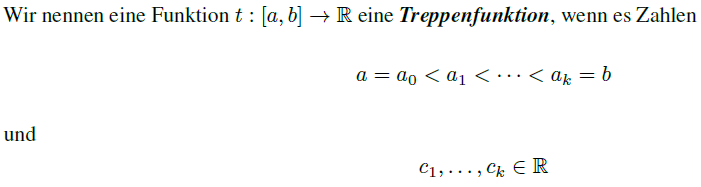 Wir nennen eine Funktion t : [a, b] → ℝ eine Treppenfunktion, wenn es Zahlen
a = a₀ < a₁ < ⋯ < aₖ = b
und
c₁, . . . , cₖ ∈ ℝ